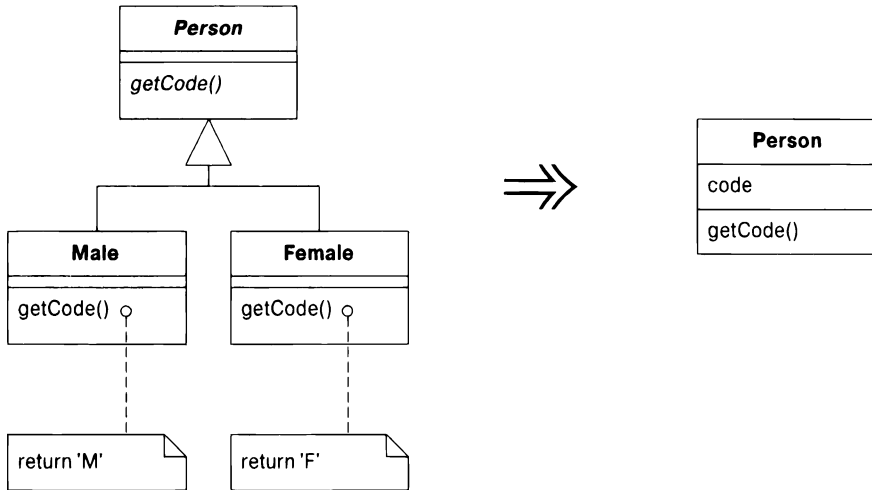 Person
getCode()
Person
code
getCode()
Male
Female
getCode()
getCode()
return 'M'
return 'F'